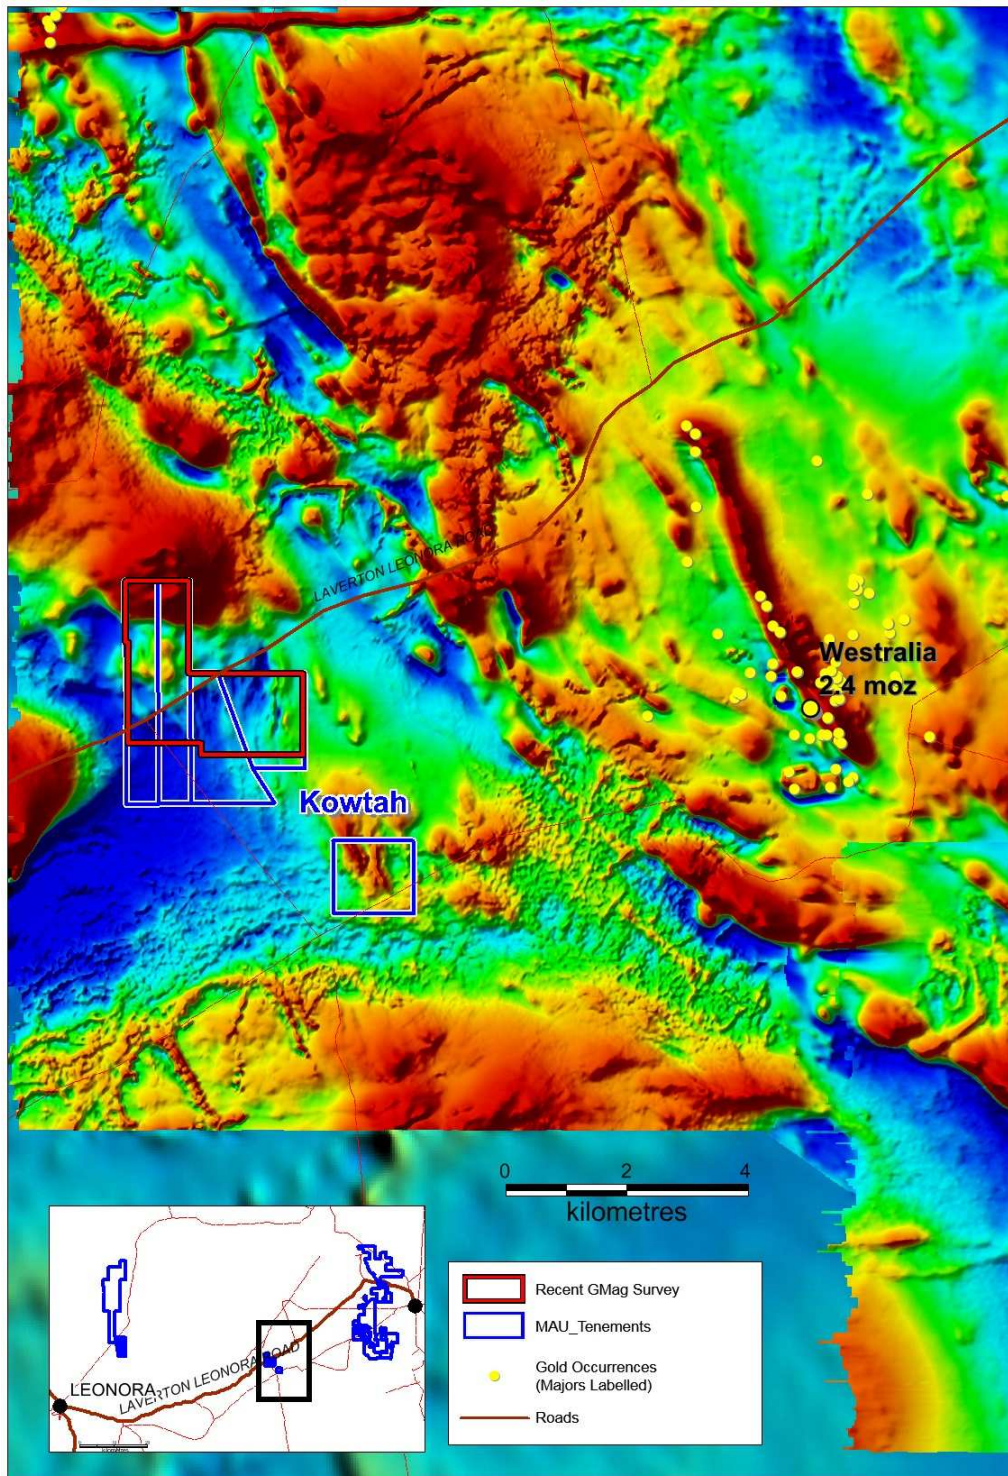 LAVERTON LEONORA ROAD
Westralia
2.4 moz
Kowtah
0 2 4
kilometres
LEONORA
LAVERTON LEONORA ROAD
kilometres
Recent GMag Survey
MAU_Tenements
Gold Occurrences
(Majors Labelled)
Roads